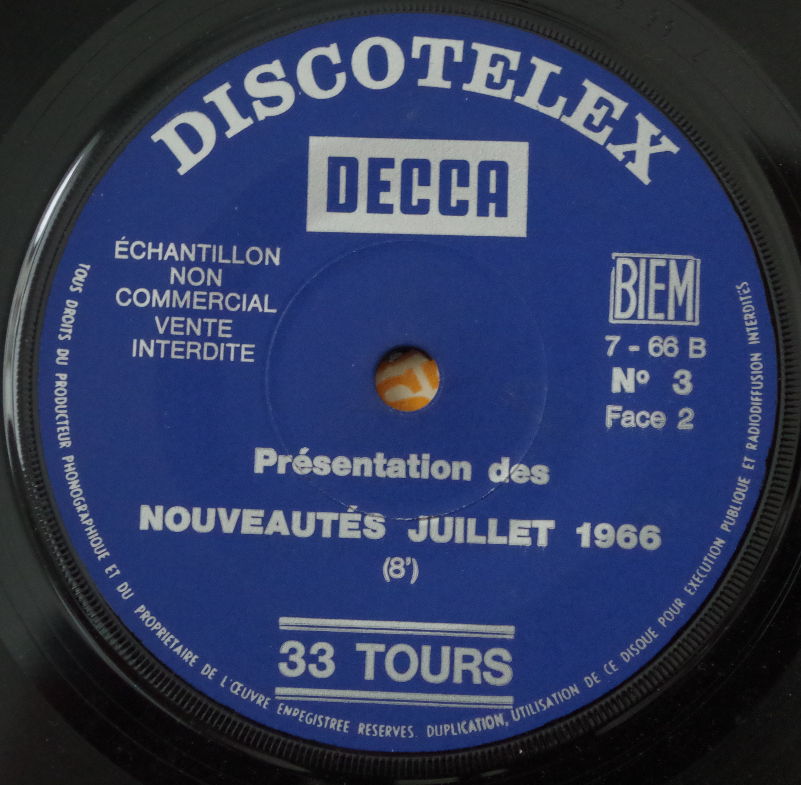 DISCOTELEX
DECCA
ÉCHANTILLON
NON
COMMERCIAL
VENTE
INTERDITE
BIEM
7 - 66 B
Nº 3
Face 2
Présentation des
NOUVEAUTÉS JUILLET 1966
(8')
33 TOURS
TOUS DROITS DU PRODUCTEUR PHONOGRAPHIQUE ET DU PROPRIETAIRE DE L'ŒUVRE ENREGISTREE RESERVES. DUPLICATION, UTILISATION DE CE DISQUE POUR EXECUTION PUBLIQUE ET RADIODIFFUSION INTERDITES